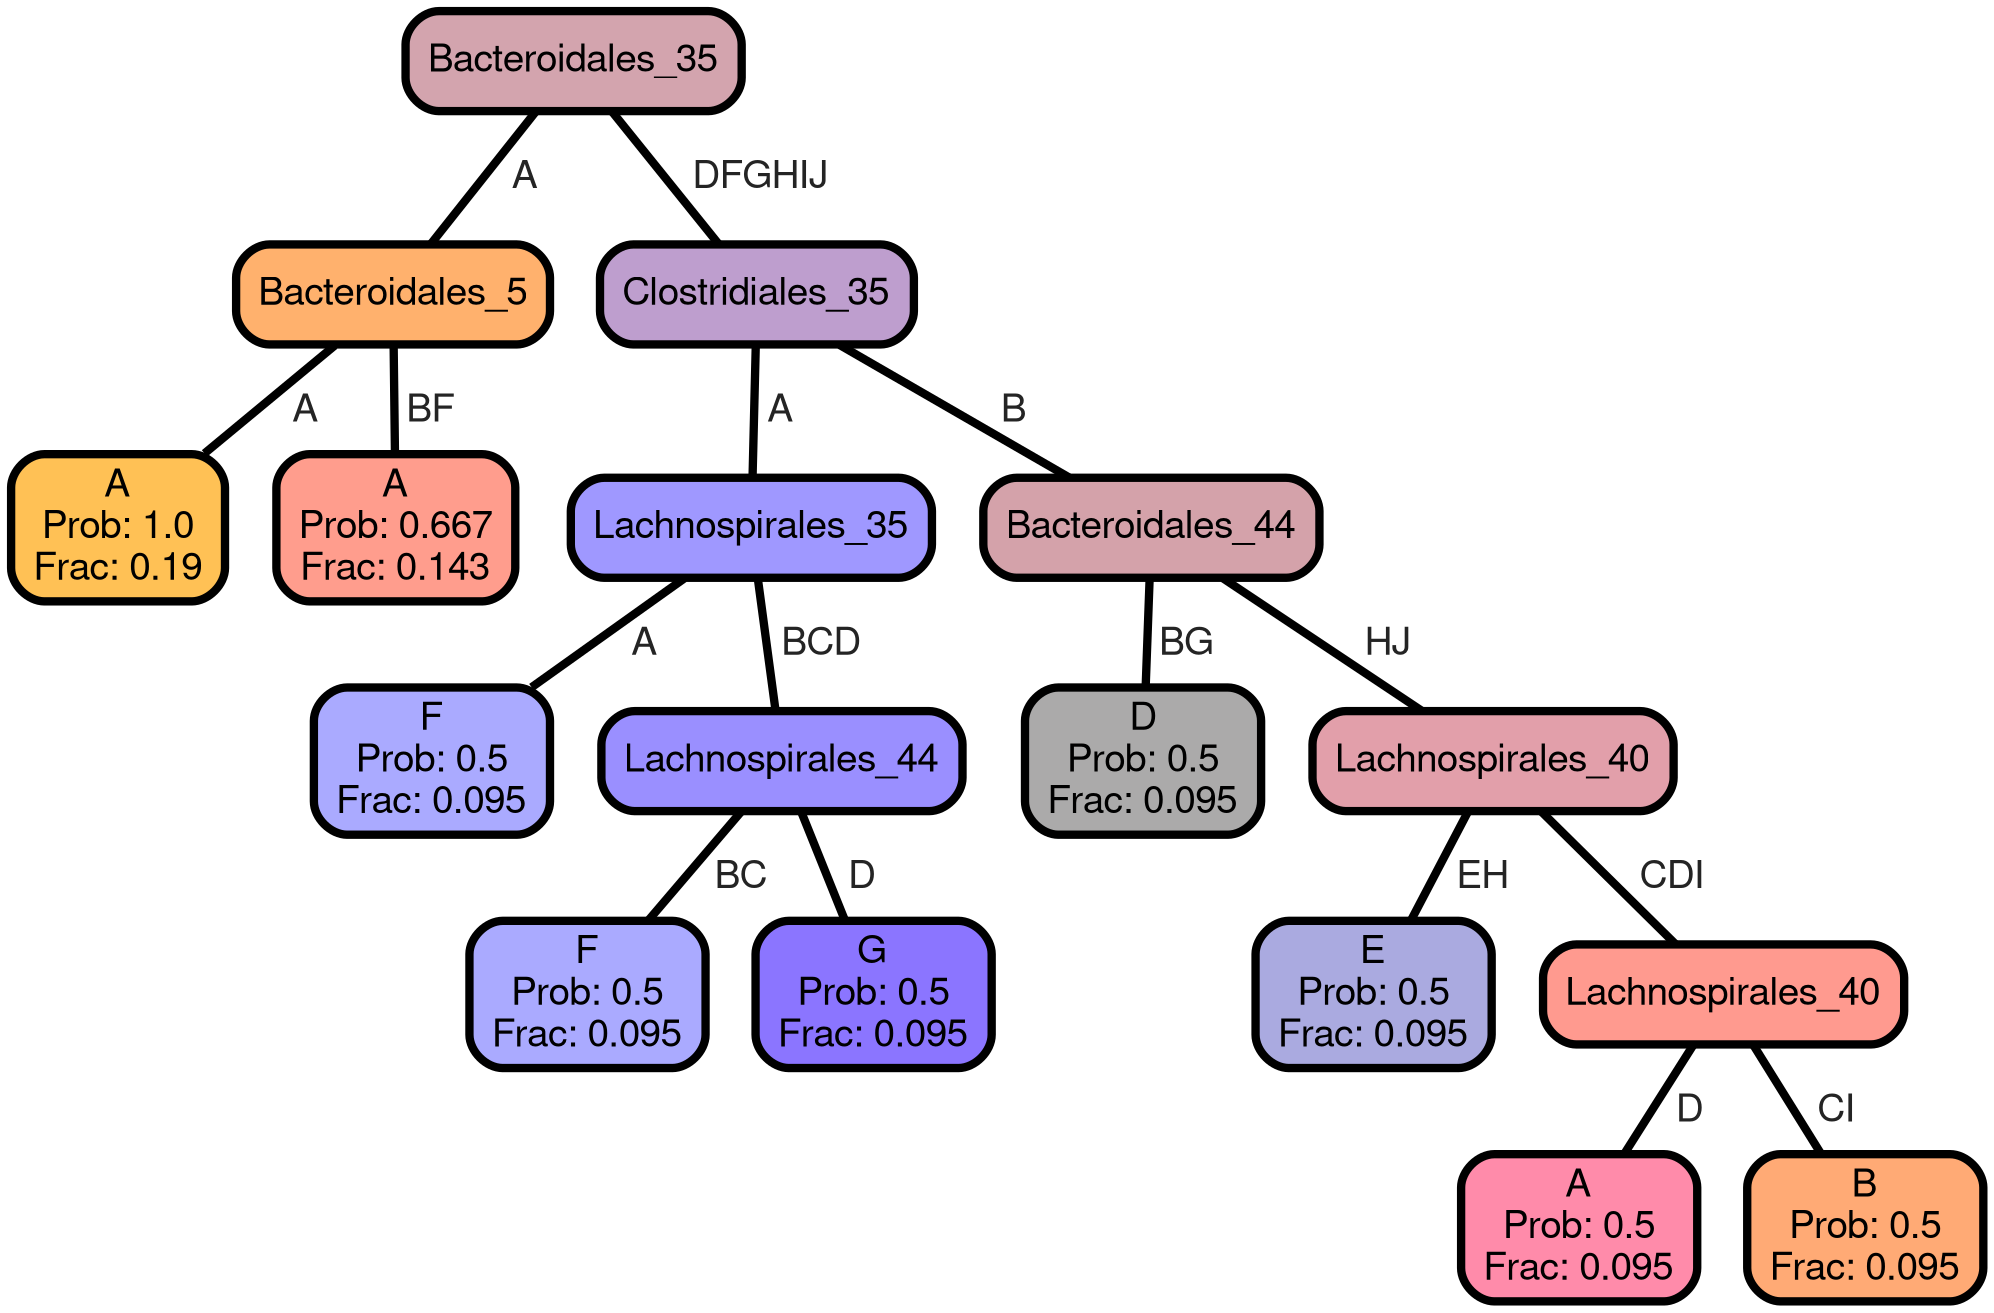 Bacteroidales_35
A
DFGHIJ
Bacteroidales_5
Clostridiales_35
A
BF
A
B
A
Prob: 1.0
Frac: 0.19
A
Prob: 0.667
Frac: 0.143
Lachnospirales_35
Bacteroidales_44
A
BCD
BG
HJ
F
Prob: 0.5
Frac: 0.095
Lachnospirales_44
D
Prob: 0.5
Frac: 0.095
Lachnospirales_40
BC
D
EH
CDI
F
Prob: 0.5
Frac: 0.095
G
Prob: 0.5
Frac: 0.095
E
Prob: 0.5
Frac: 0.095
Lachnospirales_40
D
CI
A
Prob: 0.5
Frac: 0.095
B
Prob: 0.5
Frac: 0.095